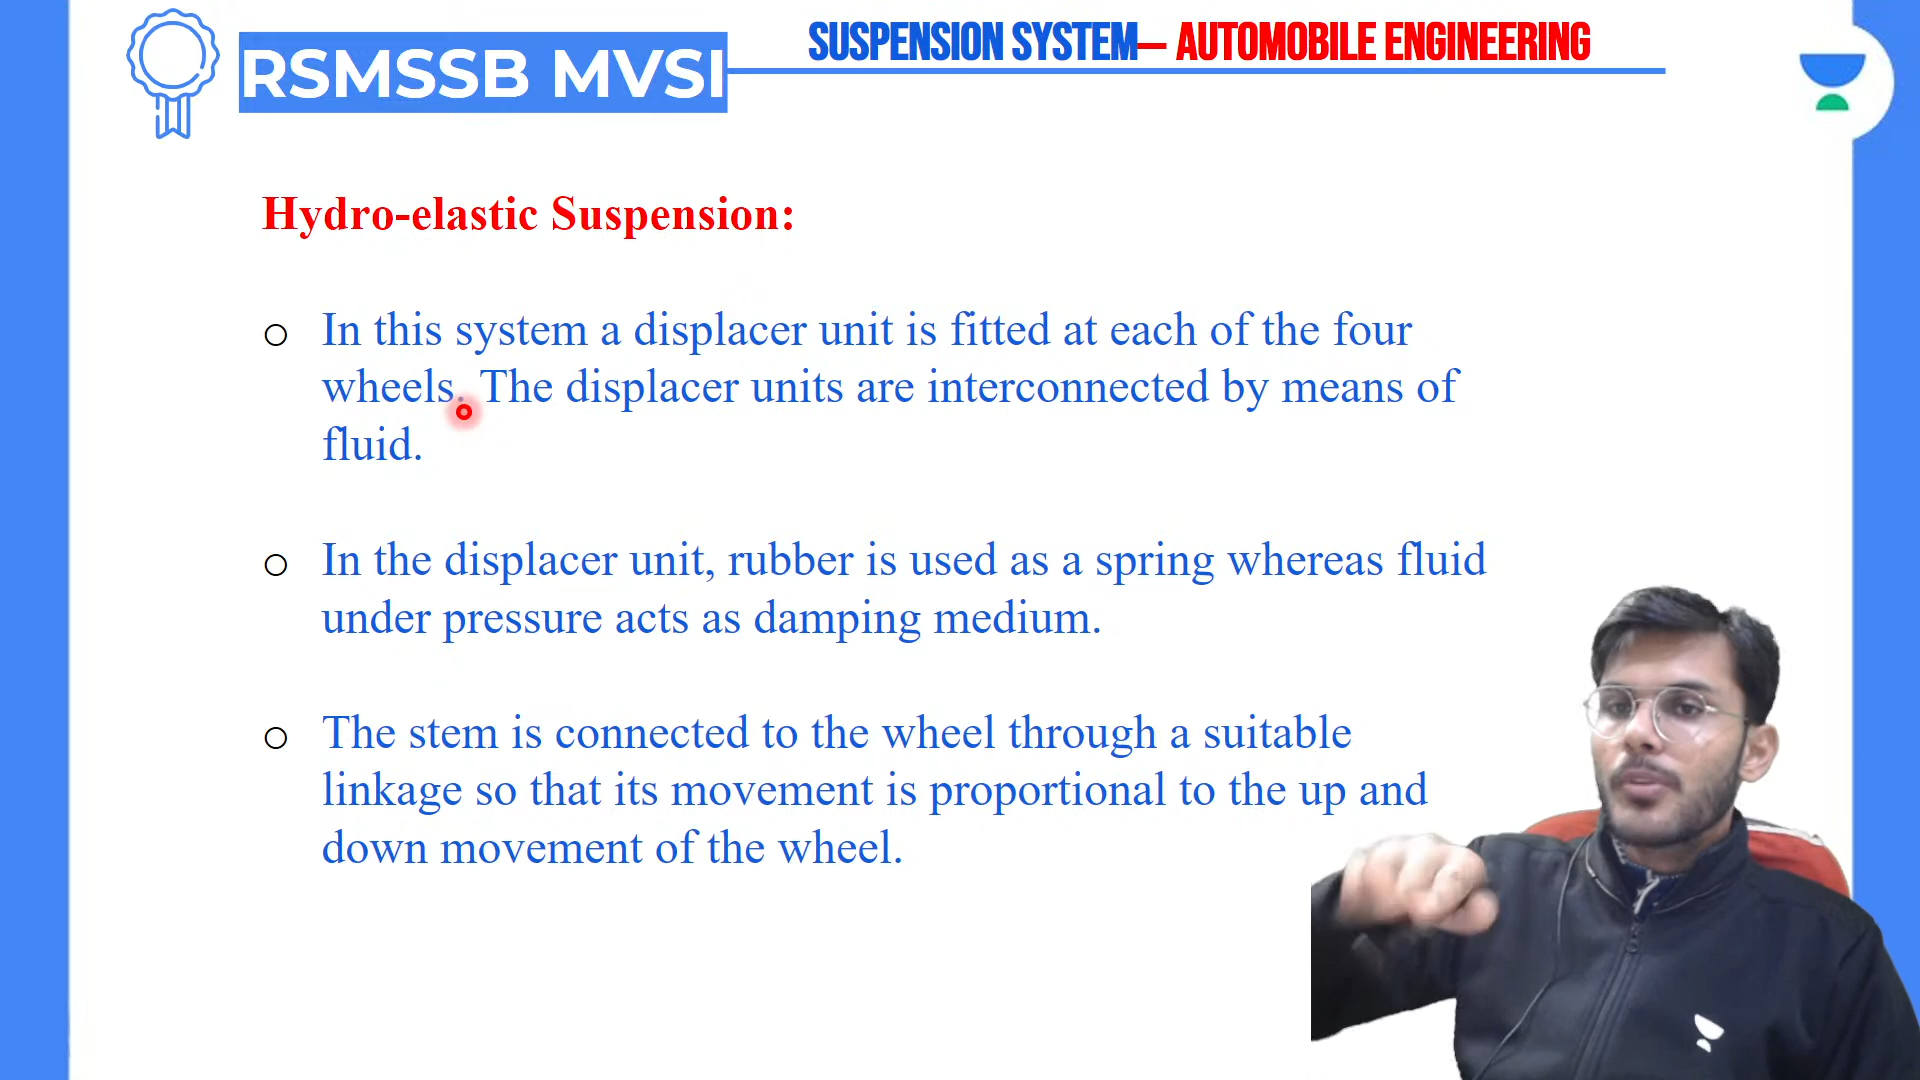 RSMSSB MVSI
SUSPENSION SYSTEM— AUTOMOBILE ENGINEERING
Hydro-elastic Suspension:
In this system a displacer unit is fitted at each of the four
wheels. The displacer units are interconnected by means of
fluid.
In the displacer unit, rubber is used as a spring whereas fluid
under pressure acts as damping medium.
The stem is connected to the wheel through a suitable
linkage so that its movement is proportional to the up and
down movement of the wheel.